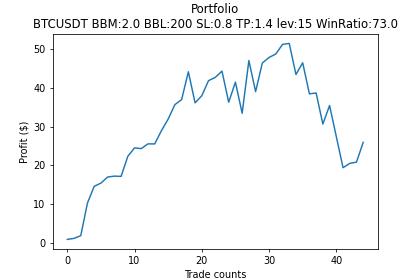 Portfolio
BTCUSDT BBM:2.0 BBL:200 SL:0.8 TP:1.4 lev:15 WinRatio:73.0
50
40
30
20
10
0
Profit ($)
0 10 20 30 40
Trade counts